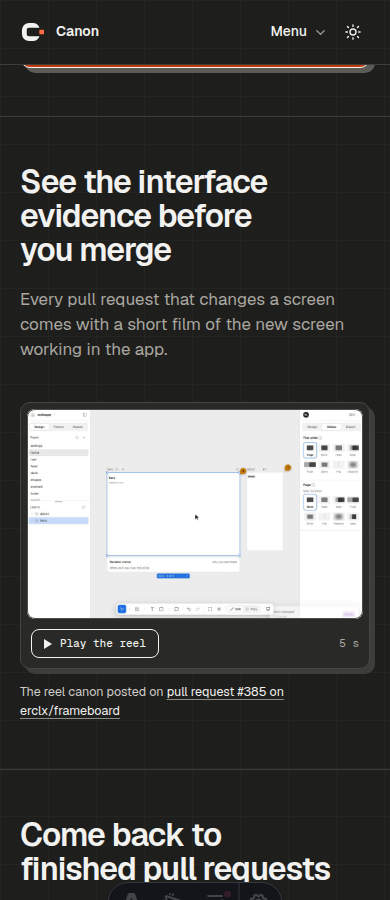 Canon
Menu
See the interface
evidence before
you merge
Every pull request that changes a screen
comes with a short film of the new screen
working in the app.
Play the reel
5 s
The reel canon posted on pull request #385 on
erclx/frameboard
Come back to
finished pull requests